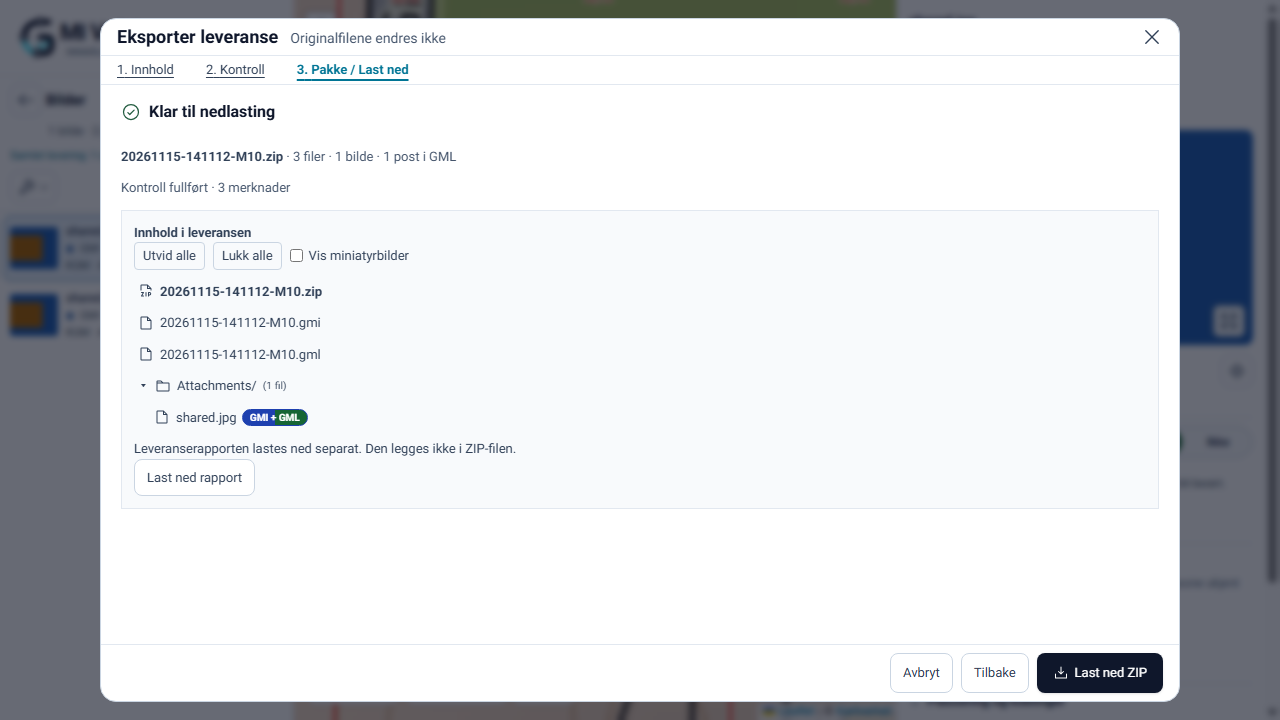 Eksporter leveranse Originalfilene endres ikke
1. Innhold 2. Kontroll 3. Pakke / Last ned
Klar til nedlasting
20261115-141112-M10.zip · 3 filer · 1 bilde · 1 post i GML
Kontroll fullført · 3 merknader
Innhold i leveransen
Utvid alle Lukk alle Vis miniatyrbilder
20261115-141112-M10.zip
20261115-141112-M10.gmi
20261115-141112-M10.gml
Attachments/ (1 fil)
shared.jpg GMI + GML
Leveranserapporten lastes ned separat. Den legges ikke i ZIP-filen.
Last ned rapport
Avbryt Tilbake Last ned ZIP
Bilder